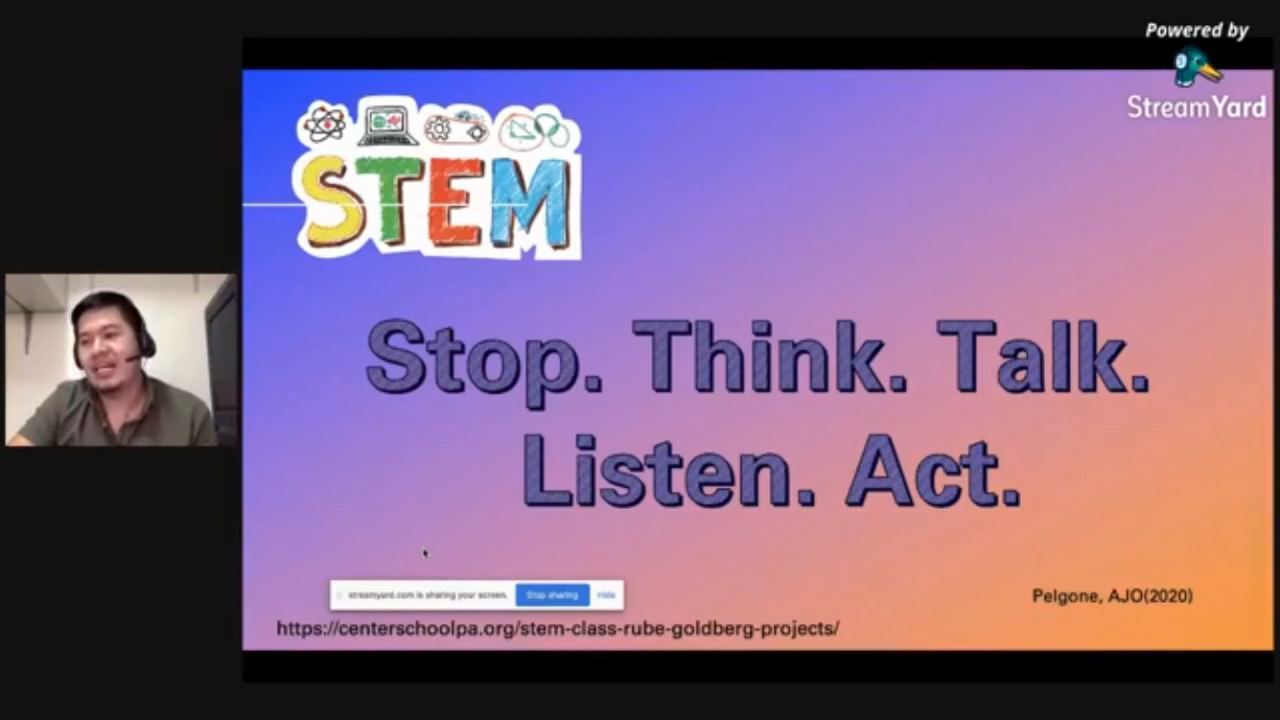 Powered by
StreamYard
STEM
Stop. Think. Talk.
Listen. Act.
streamyard.com is sharing your screen. Stop sharing Hide
Pelgone, AJO(2020)
https://centerschoolpa.org/stem-class-rube-goldberg-projects/